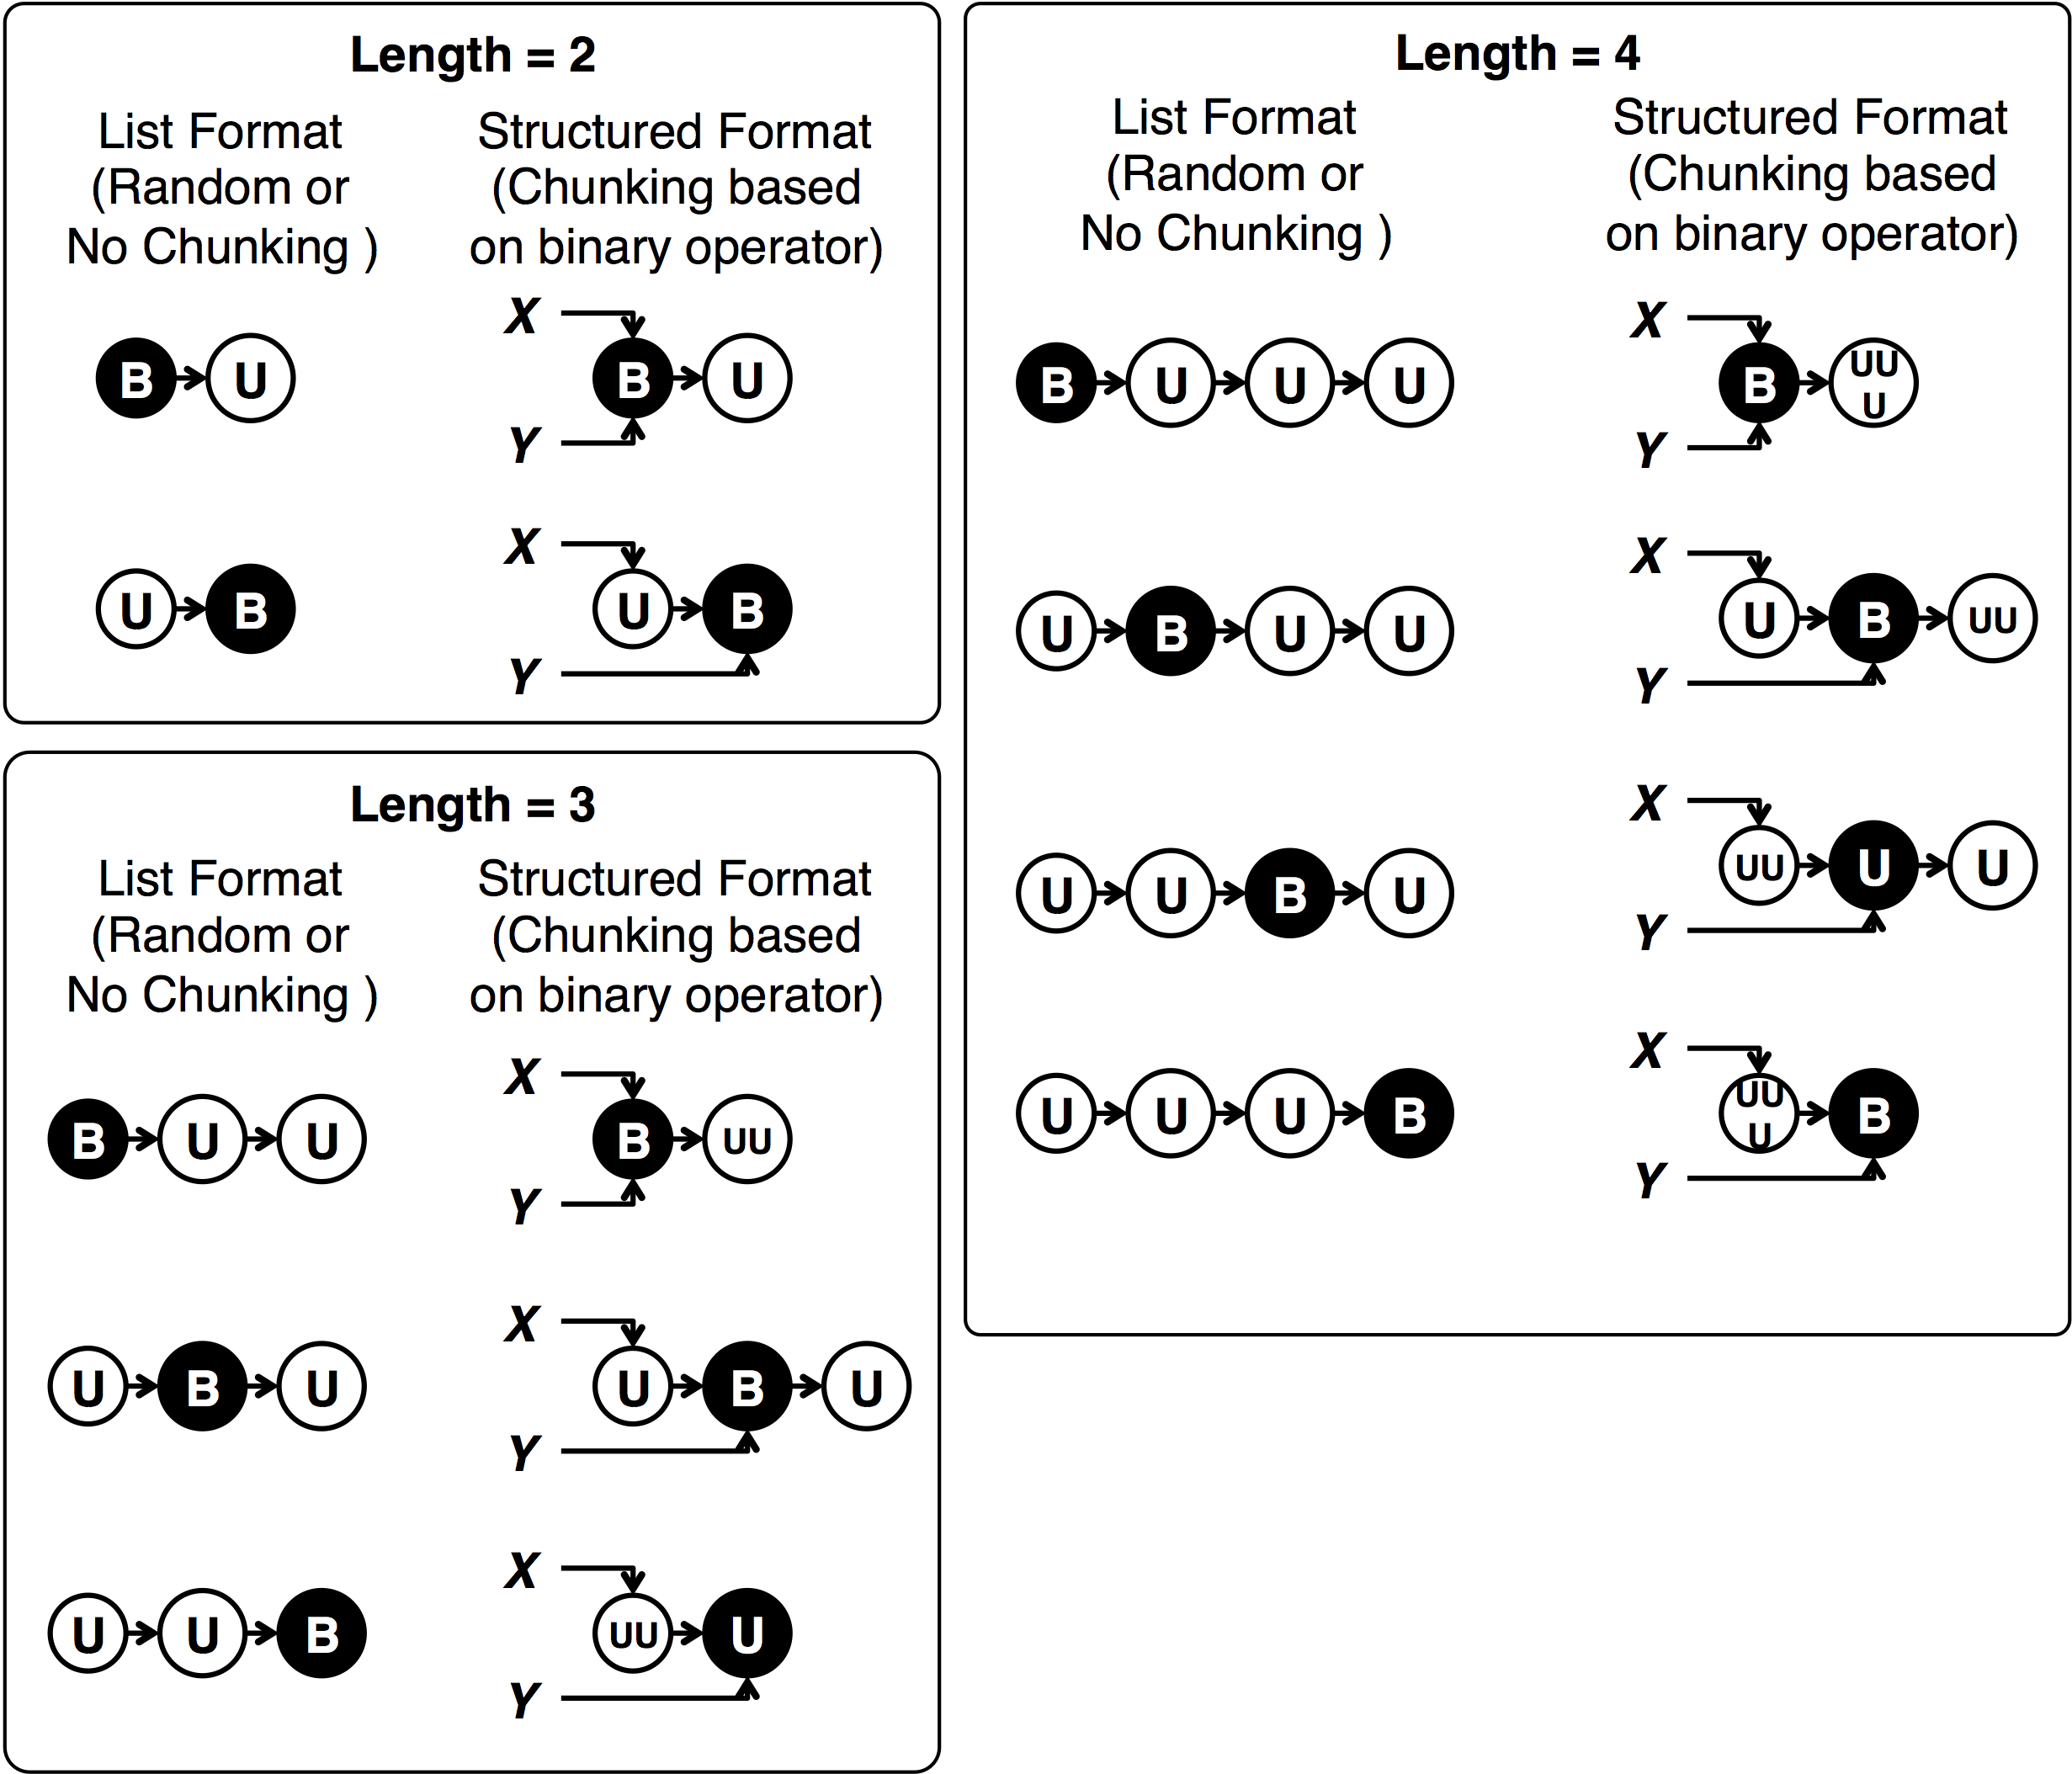 Length = 2
List Format
(Random or
No Chunking )
Structured Format
(Chunking based
on binary operator)
B U
X
B U
Y
U B
X
U B
Y
Length = 3
List Format
(Random or
No Chunking )
Structured Format
(Chunking based
on binary operator)
B U U
X
B UU
Y
U B U
X
U B U
Y
U U B
X
UU U
Y
Length = 4
List Format
(Random or
No Chunking )
Structured Format
(Chunking based
on binary operator)
B U U U
X
B UU
U
Y
U B U U
X
U B UU
Y
U U B U
X
UU U U
Y
U U U B
X
UU
U B
Y